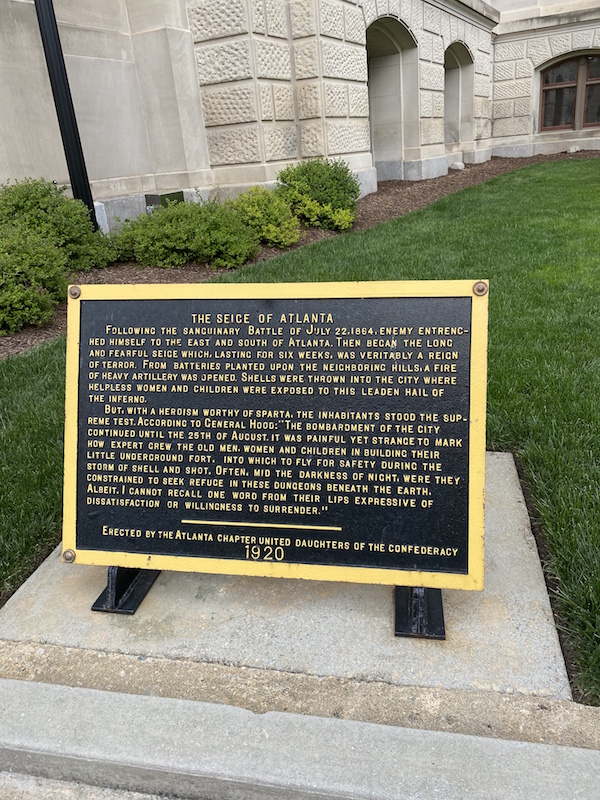 THE SEIGE OF ATLANTA
FOLLOWING THE SANGUINARY BATTLE OF JULY 22.1864. ENEMY ENTRENC-
HED HIMSELF TO THE EAST AND SOUTH OF ATLANTA. THEN BEGAN THE LONG
AND FEARFUL SEIGE WHICH, LASTING FOR SIX WEEKS, WAS VERITABLY A REIGN
OF TERROR. FROM BATTERIES PLANTED UPON THE NEIGHBORING HILLS, A FIRE
OF HEAVY ARTILLERY WAS OPENED. SHELLS WERE THROWN INTO THE CITY WHERE
HELPLESS WOMEN AND CHILDREN WERE EXPOSED TO THIS LEADEN HAIL OF
THE INFERNO.
BUT, WITH A HEROISM WORTHY OF SPARTA, THE INHABITANTS STOOD THE SUP-
REME TEST. ACCORDING TO GENERAL HOOD: "THE BOMBARDMENT OF THE CITY
CONTINUED UNTIL THE 25TH OF AUGUST. IT WAS PAINFUL YET STRANGE TO MARK
HOW EXPERT GREW THE OLD MEN, WOMEN AND CHILDREN IN BUILDING THEIR
LITTLE UNDERGROUND FORT, INTO WHICH TO FLY FOR SAFETY DURING THE
STORM OF SHELL AND SHOT. OFTEN, MID THE DARKNESS OF NIGHT, WERE THEY
CONSTRAINED TO SEEK REFUGE IN THESE DUNGEONS BENEATH THE EARTH.
ALBEIT, I CANNOT RECALL ONE WORD FROM THEIR LIPS EXPRESSIVE OF
DISSATISFACTION OR WILLINGNESS TO SURRENDER."
ERECTED BY THE ATLANTA CHAPTER UNITED DAUGHTERS OF THE CONFEDERACY
1920